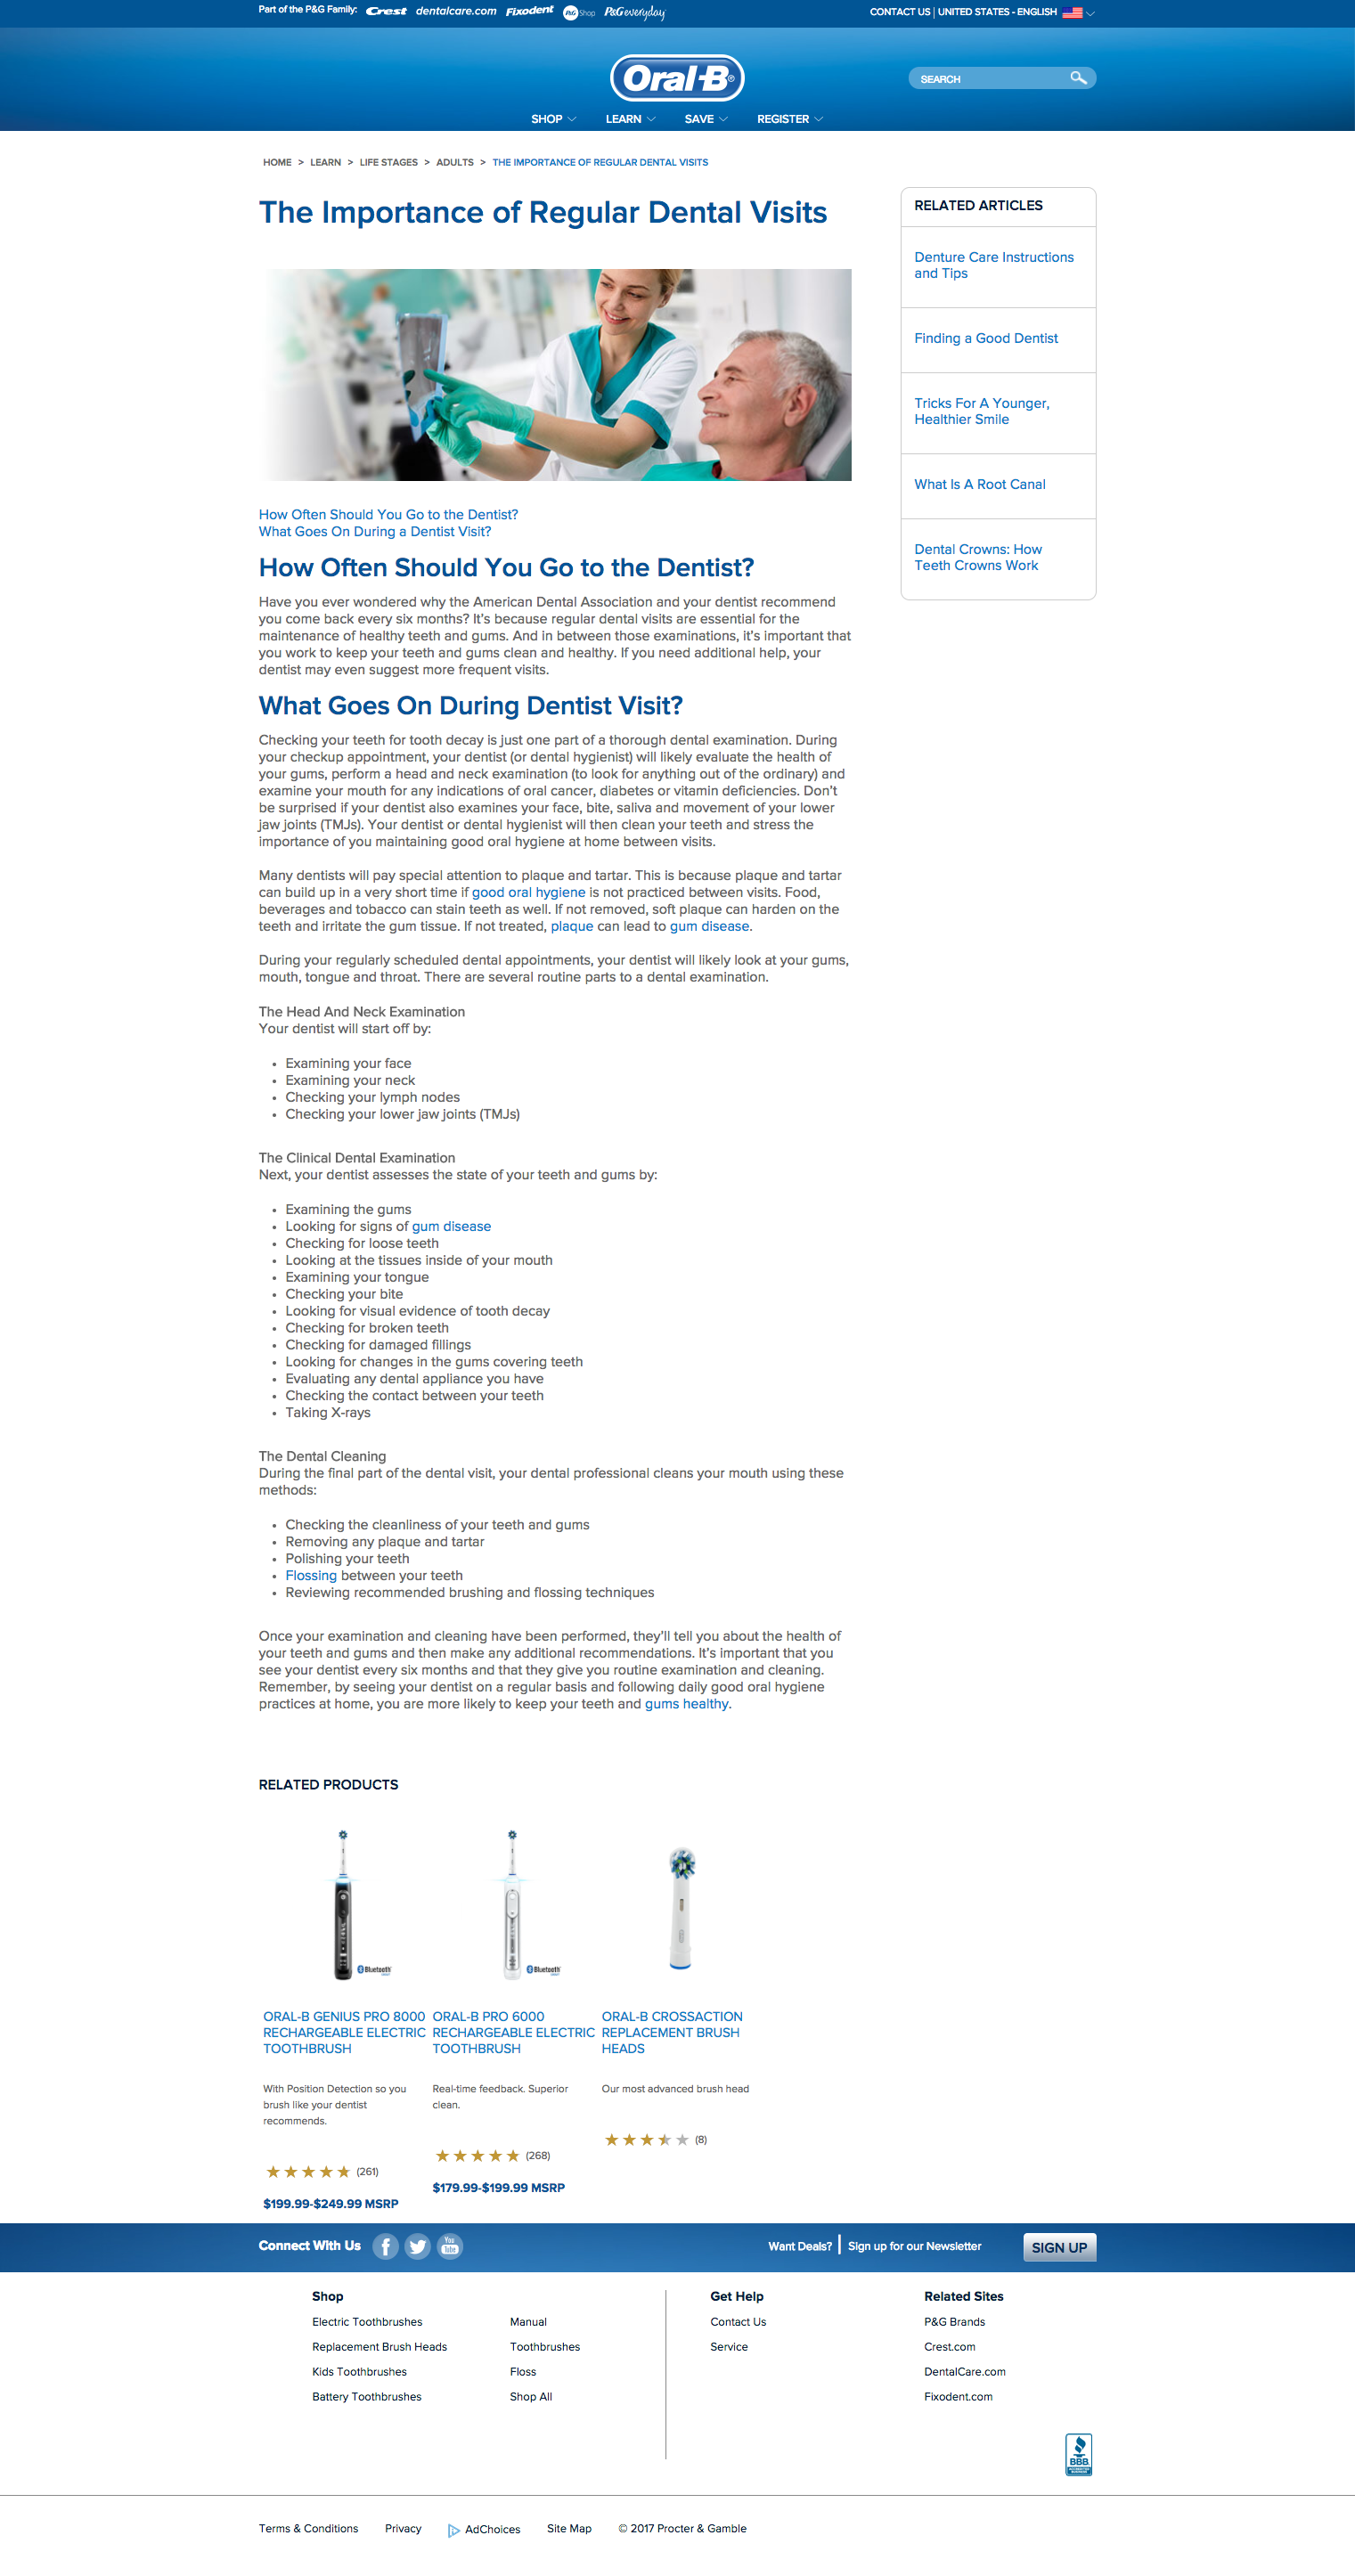 Part of the P&G Family: Crest dentalcare.com Fixodent P&G Shop P&G everyday
CONTACT US | UNITED STATES - ENGLISH
Oral-B®
SEARCH
SHOP LEARN SAVE REGISTER
HOME > LEARN > LIFE STAGES > ADULTS > THE IMPORTANCE OF REGULAR DENTAL VISITS
The Importance of Regular Dental Visits
How Often Should You Go to the Dentist?
What Goes On During a Dentist Visit?
How Often Should You Go to the Dentist?
Have you ever wondered why the American Dental Association and your dentist recommend
you come back every six months? It's because regular dental visits are essential for the
maintenance of healthy teeth and gums. And in between those examinations, it's important that
you work to keep your teeth and gums clean and healthy. If you need additional help, your
dentist may even suggest more frequent visits.
What Goes On During Dentist Visit?
Checking your teeth for tooth decay is just one part of a thorough dental examination. During
your checkup appointment, your dentist (or dental hygienist) will likely evaluate the health of
your gums, perform a head and neck examination (to look for anything out of the ordinary) and
examine your mouth for any indications of oral cancer, diabetes or vitamin deficiencies. Don't
be surprised if your dentist also examines your face, bite, saliva and movement of your lower
jaw joints (TMJs). Your dentist or dental hygienist will then clean your teeth and stress the
importance of you maintaining good oral hygiene at home between visits.
Many dentists will pay special attention to plaque and tartar. This is because plaque and tartar
can build up in a very short time if good oral hygiene is not practiced between visits. Food,
beverages and tobacco can stain teeth as well. If not removed, soft plaque can harden on the
teeth and irritate the gum tissue. If not treated, plaque can lead to gum disease.
During your regularly scheduled dental appointments, your dentist will likely look at your gums,
mouth, tongue and throat. There are several routine parts to a dental examination.
The Head And Neck Examination
Your dentist will start off by:
• Examining your face
• Examining your neck
• Checking your lymph nodes
• Checking your lower jaw joints (TMJs)
The Clinical Dental Examination
Next, your dentist assesses the state of your teeth and gums by:
• Examining the gums
• Looking for signs of gum disease
• Checking for loose teeth
• Looking at the tissues inside of your mouth
• Examining your tongue
• Checking your bite
• Looking for visual evidence of tooth decay
• Checking for broken teeth
• Checking for damaged fillings
• Looking for changes in the gums covering teeth
• Evaluating any dental appliance you have
• Checking the contact between your teeth
• Taking X-rays
The Dental Cleaning
During the final part of the dental visit, your dental professional cleans your mouth using these
methods:
• Checking the cleanliness of your teeth and gums
• Removing any plaque and tartar
• Polishing your teeth
• Flossing between your teeth
• Reviewing recommended brushing and flossing techniques
Once your examination and cleaning have been performed, they'll tell you about the health of
your teeth and gums and then make any additional recommendations. It's important that you
see your dentist every six months and that they give you routine examination and cleaning.
Remember, by seeing your dentist on a regular basis and following daily good oral hygiene
practices at home, you are more likely to keep your teeth and gums healthy.
RELATED ARTICLES
Denture Care Instructions
and Tips
Finding a Good Dentist
Tricks For A Younger,
Healthier Smile
What Is A Root Canal
Dental Crowns: How
Teeth Crowns Work
RELATED PRODUCTS
Bluetooth
ORAL-B GENIUS PRO 8000
RECHARGEABLE ELECTRIC
TOOTHBRUSH
With Position Detection so you
brush like your dentist
recommends.
(261)
$199.99-$249.99 MSRP
Bluetooth
ORAL-B PRO 6000
RECHARGEABLE ELECTRIC
TOOTHBRUSH
Real-time feedback. Superior
clean.
(268)
$179.99-$199.99 MSRP
ORAL-B CROSSACTION
REPLACEMENT BRUSH
HEADS
Our most advanced brush head
(8)
Connect With Us
You Tube
Want Deals? | Sign up for our Newsletter
SIGN UP
Shop
Electric Toothbrushes
Replacement Brush Heads
Kids Toothbrushes
Battery Toothbrushes
Manual
Toothbrushes
Floss
Shop All
Get Help
Contact Us
Service
Related Sites
P&G Brands
Crest.com
DentalCare.com
Fixodent.com
BBB
Terms & Conditions Privacy AdChoices Site Map © 2017 Procter & Gamble